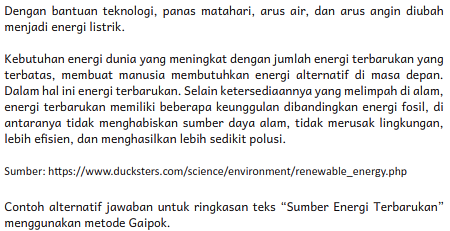 Dengan bantuan teknologi, panas matahari, arus air, dan arus angin diubah
menjadi energi listrik.
Kebutuhan energi dunia yang meningkat dengan jumlah energi terbarukan yang
terbatas, membuat manusia membutuhkan energi alternatif di masa depan.
Dalam hal ini energi terbarukan. Selain ketersediaannya yang melimpah di alam,
energi terbarukan memiliki beberapa keunggulan dibandingkan energi fosil, di
antaranya tidak menghabiskan sumber daya alam, tidak merusak lingkungan,
lebih efisien, dan menghasilkan lebih sedikit polusi.
Sumber: https://www.ducksters.com/science/environment/renewable_energy.php
Contoh alternatif jawaban untuk ringkasan teks “Sumber Energi Terbarukan”
menggunakan metode Gaipok.